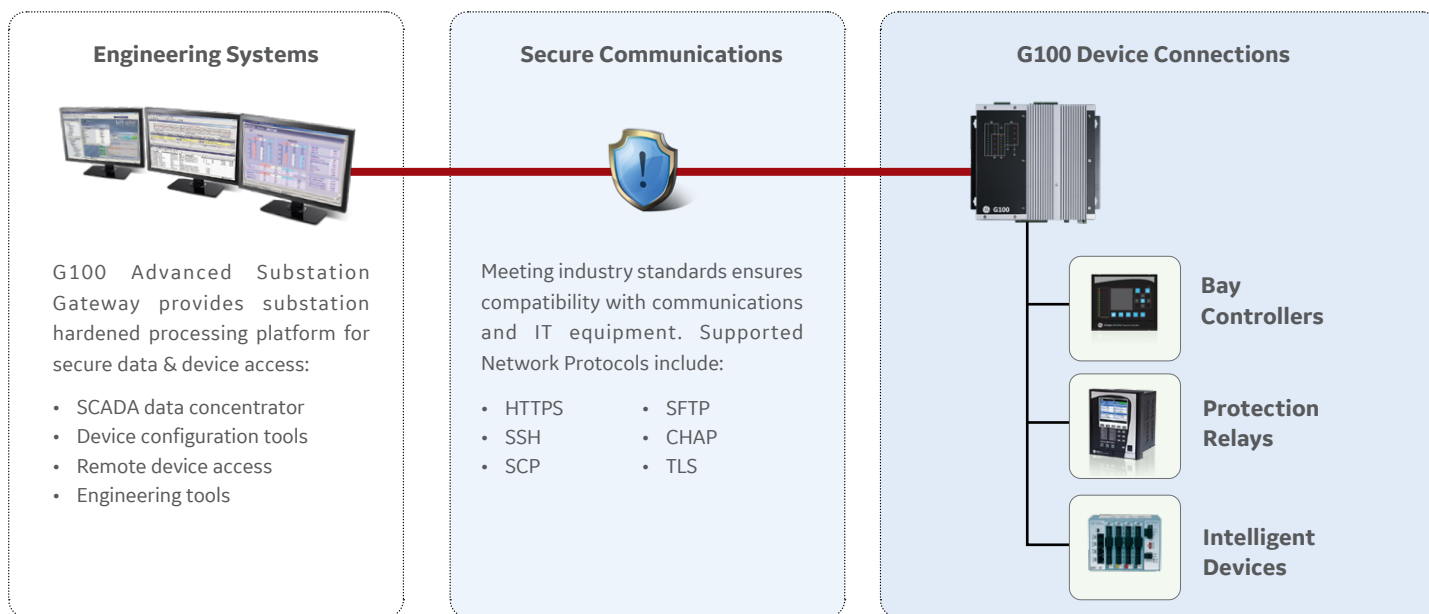 Engineering Systems
G100 Advanced Substation
Gateway provides substation
hardened processing platform for
secure data & device access:
• SCADA data concentrator
• Device configuration tools
• Remote device access
• Engineering tools
Secure Communications
Meeting industry standards ensures
compatibility with communications
and IT equipment. Supported
Network Protocols include:
• HTTPS
• SSH
• SCP
• SFTP
• CHAP
• TLS
G100 Device Connections
G100
Bay
Controllers
Protection
Relays
Intelligent
Devices